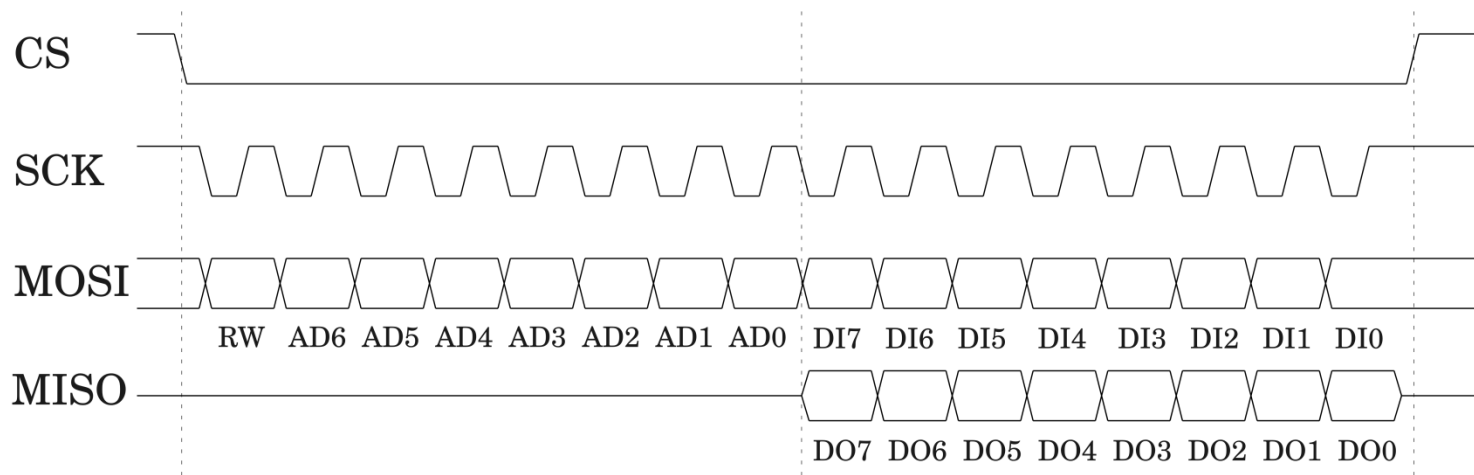 CS
SCK
MOSI
RW AD6 AD5 AD4 AD3 AD2 AD1 AD0 DI7 DI6 DI5 DI4 DI3 DI2 DI1 DI0
MISO
DO7 DO6 DO5 DO4 DO3 DO2 DO1 DO0